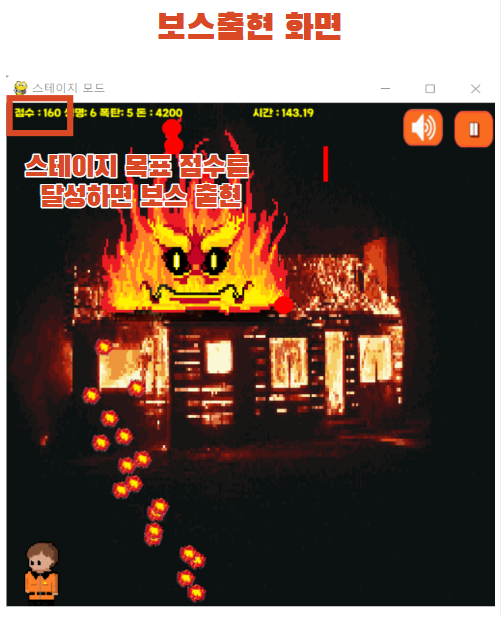 보스출현 화면
스테이지 모드
점수 : 160 생명: 6 폭탄: 5 돈 : 4200
시간 : 143.19
스테이지 목표 점수를
달성하면 보스 출현